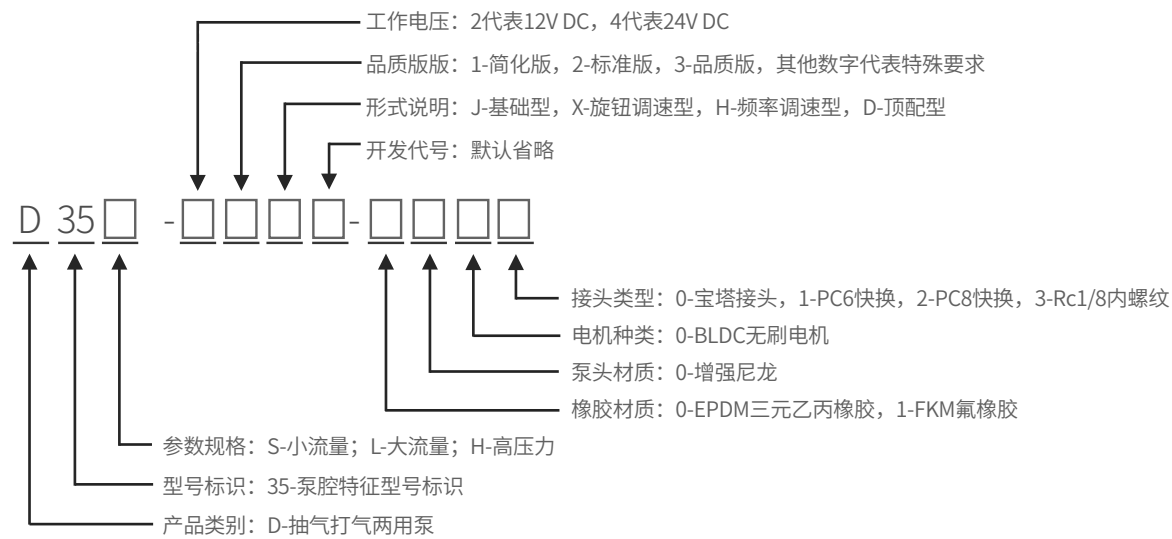 工作电压：2代表12V DC，4代表24V DC
品质版版：1-简化版，2-标准版，3-品质版，其他数字代表特殊要求
形式说明：J-基础型，X-旋钮调速型，H-频率调速型，D-顶配型
开发代号：默认省略
D 35□ -□□□□-□□□□
接头类型：0-宝塔接头，1-PC6快换，2-PC8快换，3-Rc1/8内螺纹
电机种类：0-BLDC无刷电机
泵头材质：0-增强尼龙
橡胶材质：0-EPDM三元乙丙橡胶，1-FKM氟橡胶
参数规格：S-小流量；L-大流量；H-高压力
型号标识：35-泵腔特征型号标识
产品类别：D-抽气打气两用泵